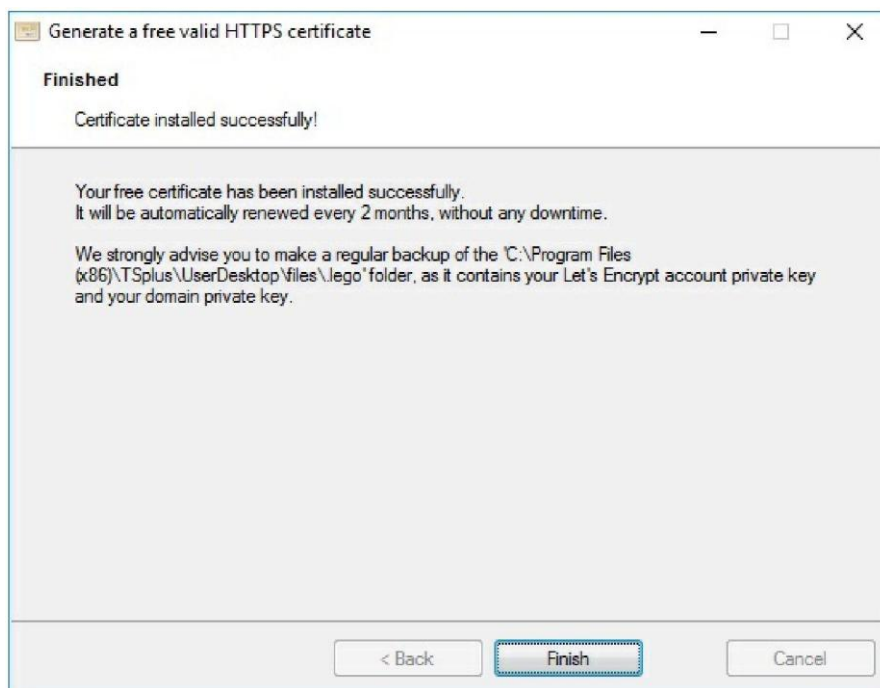 Generate a free valid HTTPS certificate
Finished
Certificate installed successfully!
Your free certificate has been installed successfully.
It will be automatically renewed every 2 months, without any downtime.
We strongly advise you to make a regular backup of the 'C:\Program Files
(x86)\TSplus\UserDesktop\files\.lego' folder, as it contains your Let's Encrypt account private key
and your domain private key.
< Back
Finish
Cancel